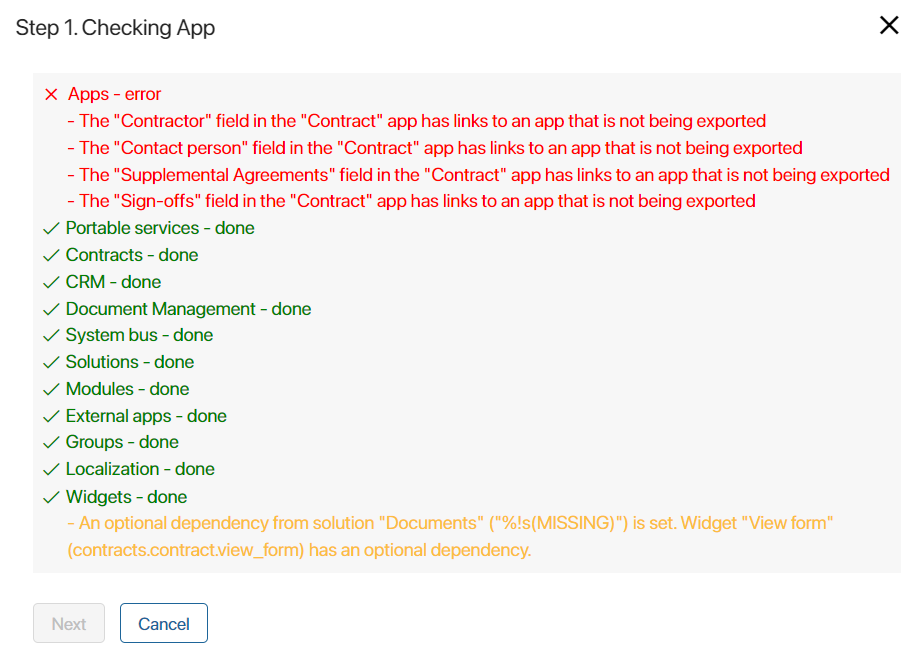 Step 1. Checking App
Apps - error
- The "Contractor" field in the "Contract" app has links to an app that is not being exported
- The "Contact person" field in the "Contract" app has links to an app that is not being exported
- The "Supplemental Agreements" field in the "Contract" app has links to an app that is not being exported
- The "Sign-offs" field in the "Contract" app has links to an app that is not being exported
Portable services - done
Contracts - done
CRM - done
Document Management - done
System bus - done
Solutions - done
Modules - done
External apps - done
Groups - done
Localization - done
Widgets - done
- An optional dependency from solution "Documents" ("%!s(MISSING)") is set. Widget "View form"
(contracts.contract.view_form) has an optional dependency.
Next
Cancel